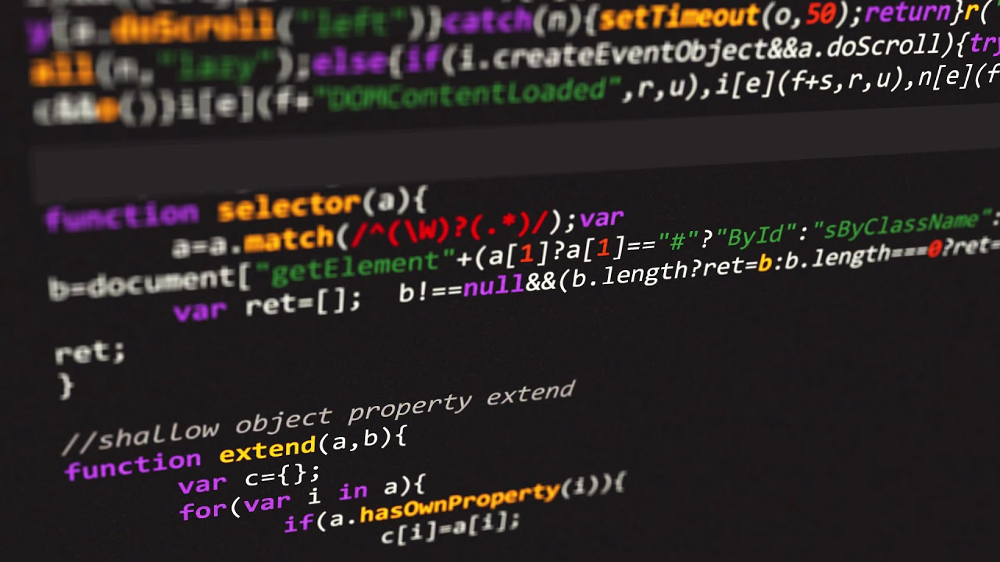 y{a.doScroll("left")}catch(n){setTimeout(o,50);return}r(
all(n,"lazy");else{if(i.createEventObject&&a.doScroll){try
(&&o())}i[e](f+"DOMContentLoaded",r,u),i[e](f+s,r,u),n[e](f
function selector(a){
a=a.match(/^(\W)?(.*)/);var
b=document["getElement"+(a[1]?a[1]=="#"?"ById":"sByClassName":
var ret=[]; b!==null&&(b.length?ret=b:b.length===0?ret=
ret;
}
//shallow object property extend
function extend(a,b){
var c={};
for(var i in a){
if(a.hasOwnProperty(i)){
c[i]=a[i];